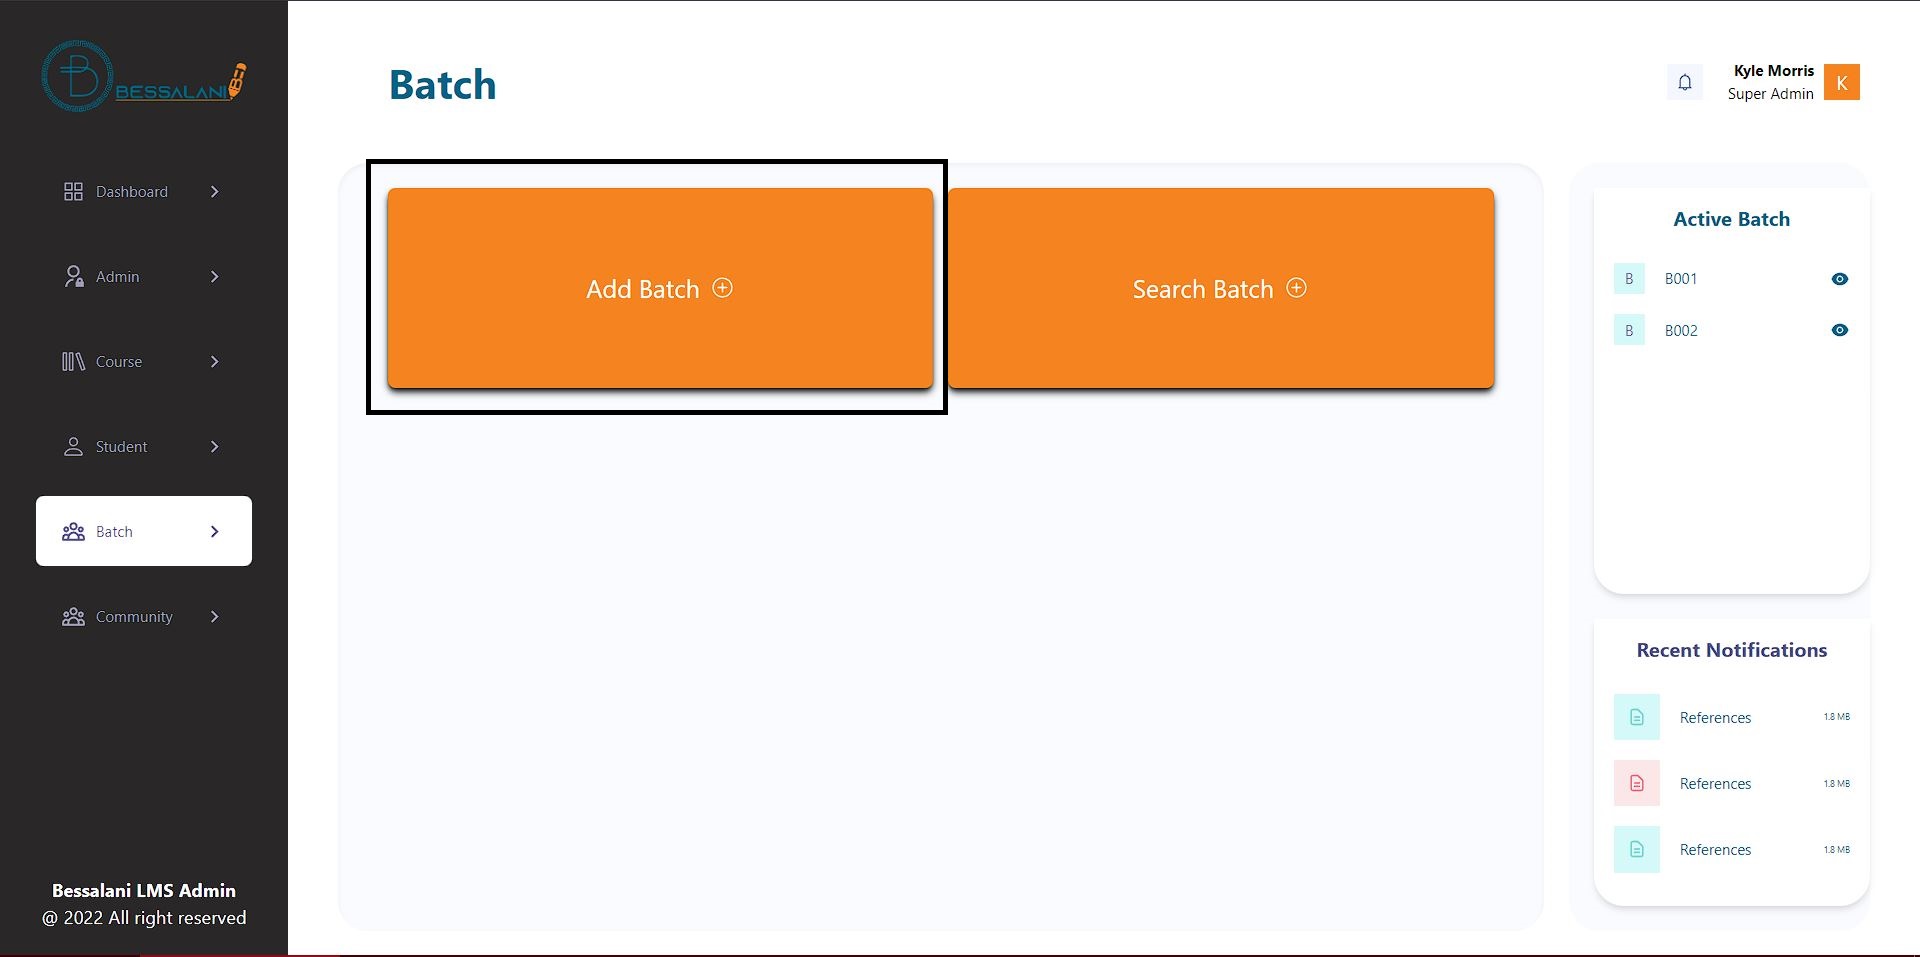 BESSALANI
Dashboard
Admin
Course
Student
Batch
Community
Bessalani LMS Admin
@ 2022 All right reserved
Batch
Kyle Morris
Super Admin
K
Add Batch
Search Batch
Active Batch
B B001
B B002
Recent Notifications
References 1.8 MB
References 1.8 MB
References 1.8 MB